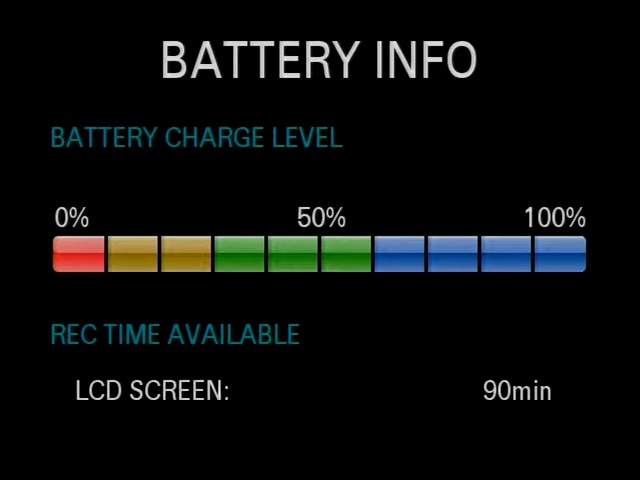 BATTERY INFO
BATTERY CHARGE LEVEL
0% 50% 100%
REC TIME AVAILABLE
LCD SCREEN: 90min